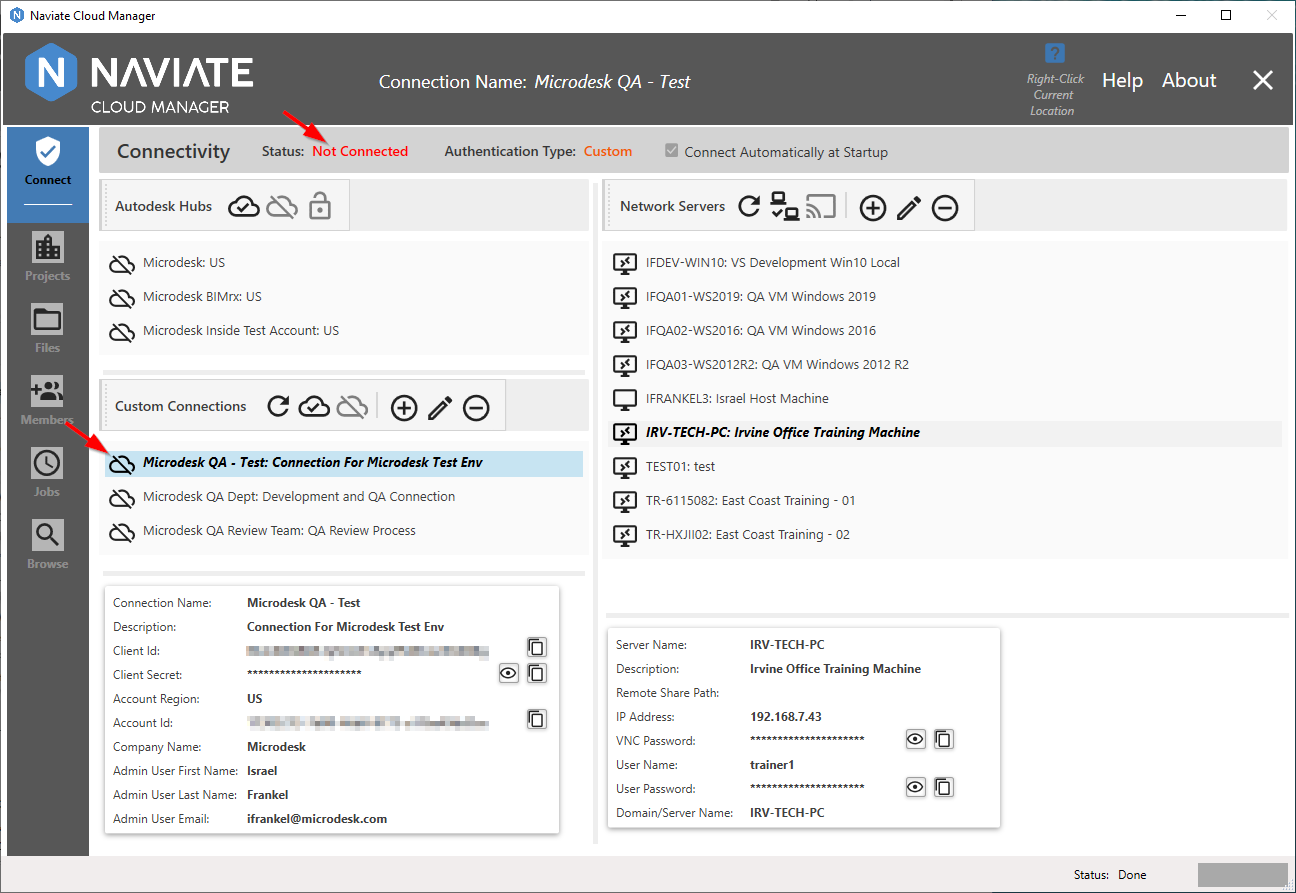 Naviate Cloud Manager
N NAVIATE
CLOUD MANAGER
Connection Name: Microdesk QA - Test
?
Right-Click
Current
Location
Help
About
Connect
Projects
Files
Members
Jobs
Browse
Connectivity
Status: Not Connected
Authentication Type: Custom
Connect Automatically at Startup
Autodesk Hubs
Microdesk: US
Microdesk BIMrx: US
Microdesk Inside Test Account: US
Custom Connections
Microdesk QA - Test: Connection For Microdesk Test Env
Microdesk QA Dept: Development and QA Connection
Microdesk QA Review Team: QA Review Process
Connection Name: Microdesk QA - Test
Description: Connection For Microdesk Test Env
Client Id:
Client Secret: *********************
Account Region: US
Account Id:
Company Name: Microdesk
Admin User First Name: Israel
Admin User Last Name: Frankel
Admin User Email: ifrankel@microdesk.com
Network Servers
IFDEV-WIN10: VS Development Win10 Local
IFQA01-WS2019: QA VM Windows 2019
IFQA02-WS2016: QA VM Windows 2016
IFQA03-WS2012R2: QA VM Windows 2012 R2
IFRANKEL3: Israel Host Machine
IRV-TECH-PC: Irvine Office Training Machine
TEST01: test
TR-6115082: East Coast Training - 01
TR-HXJII02: East Coast Training - 02
Server Name: IRV-TECH-PC
Description: Irvine Office Training Machine
Remote Share Path:
IP Address: 192.168.7.43
VNC Password: *********************
User Name: trainer1
User Password: *********************
Domain/Server Name: IRV-TECH-PC
Status: Done